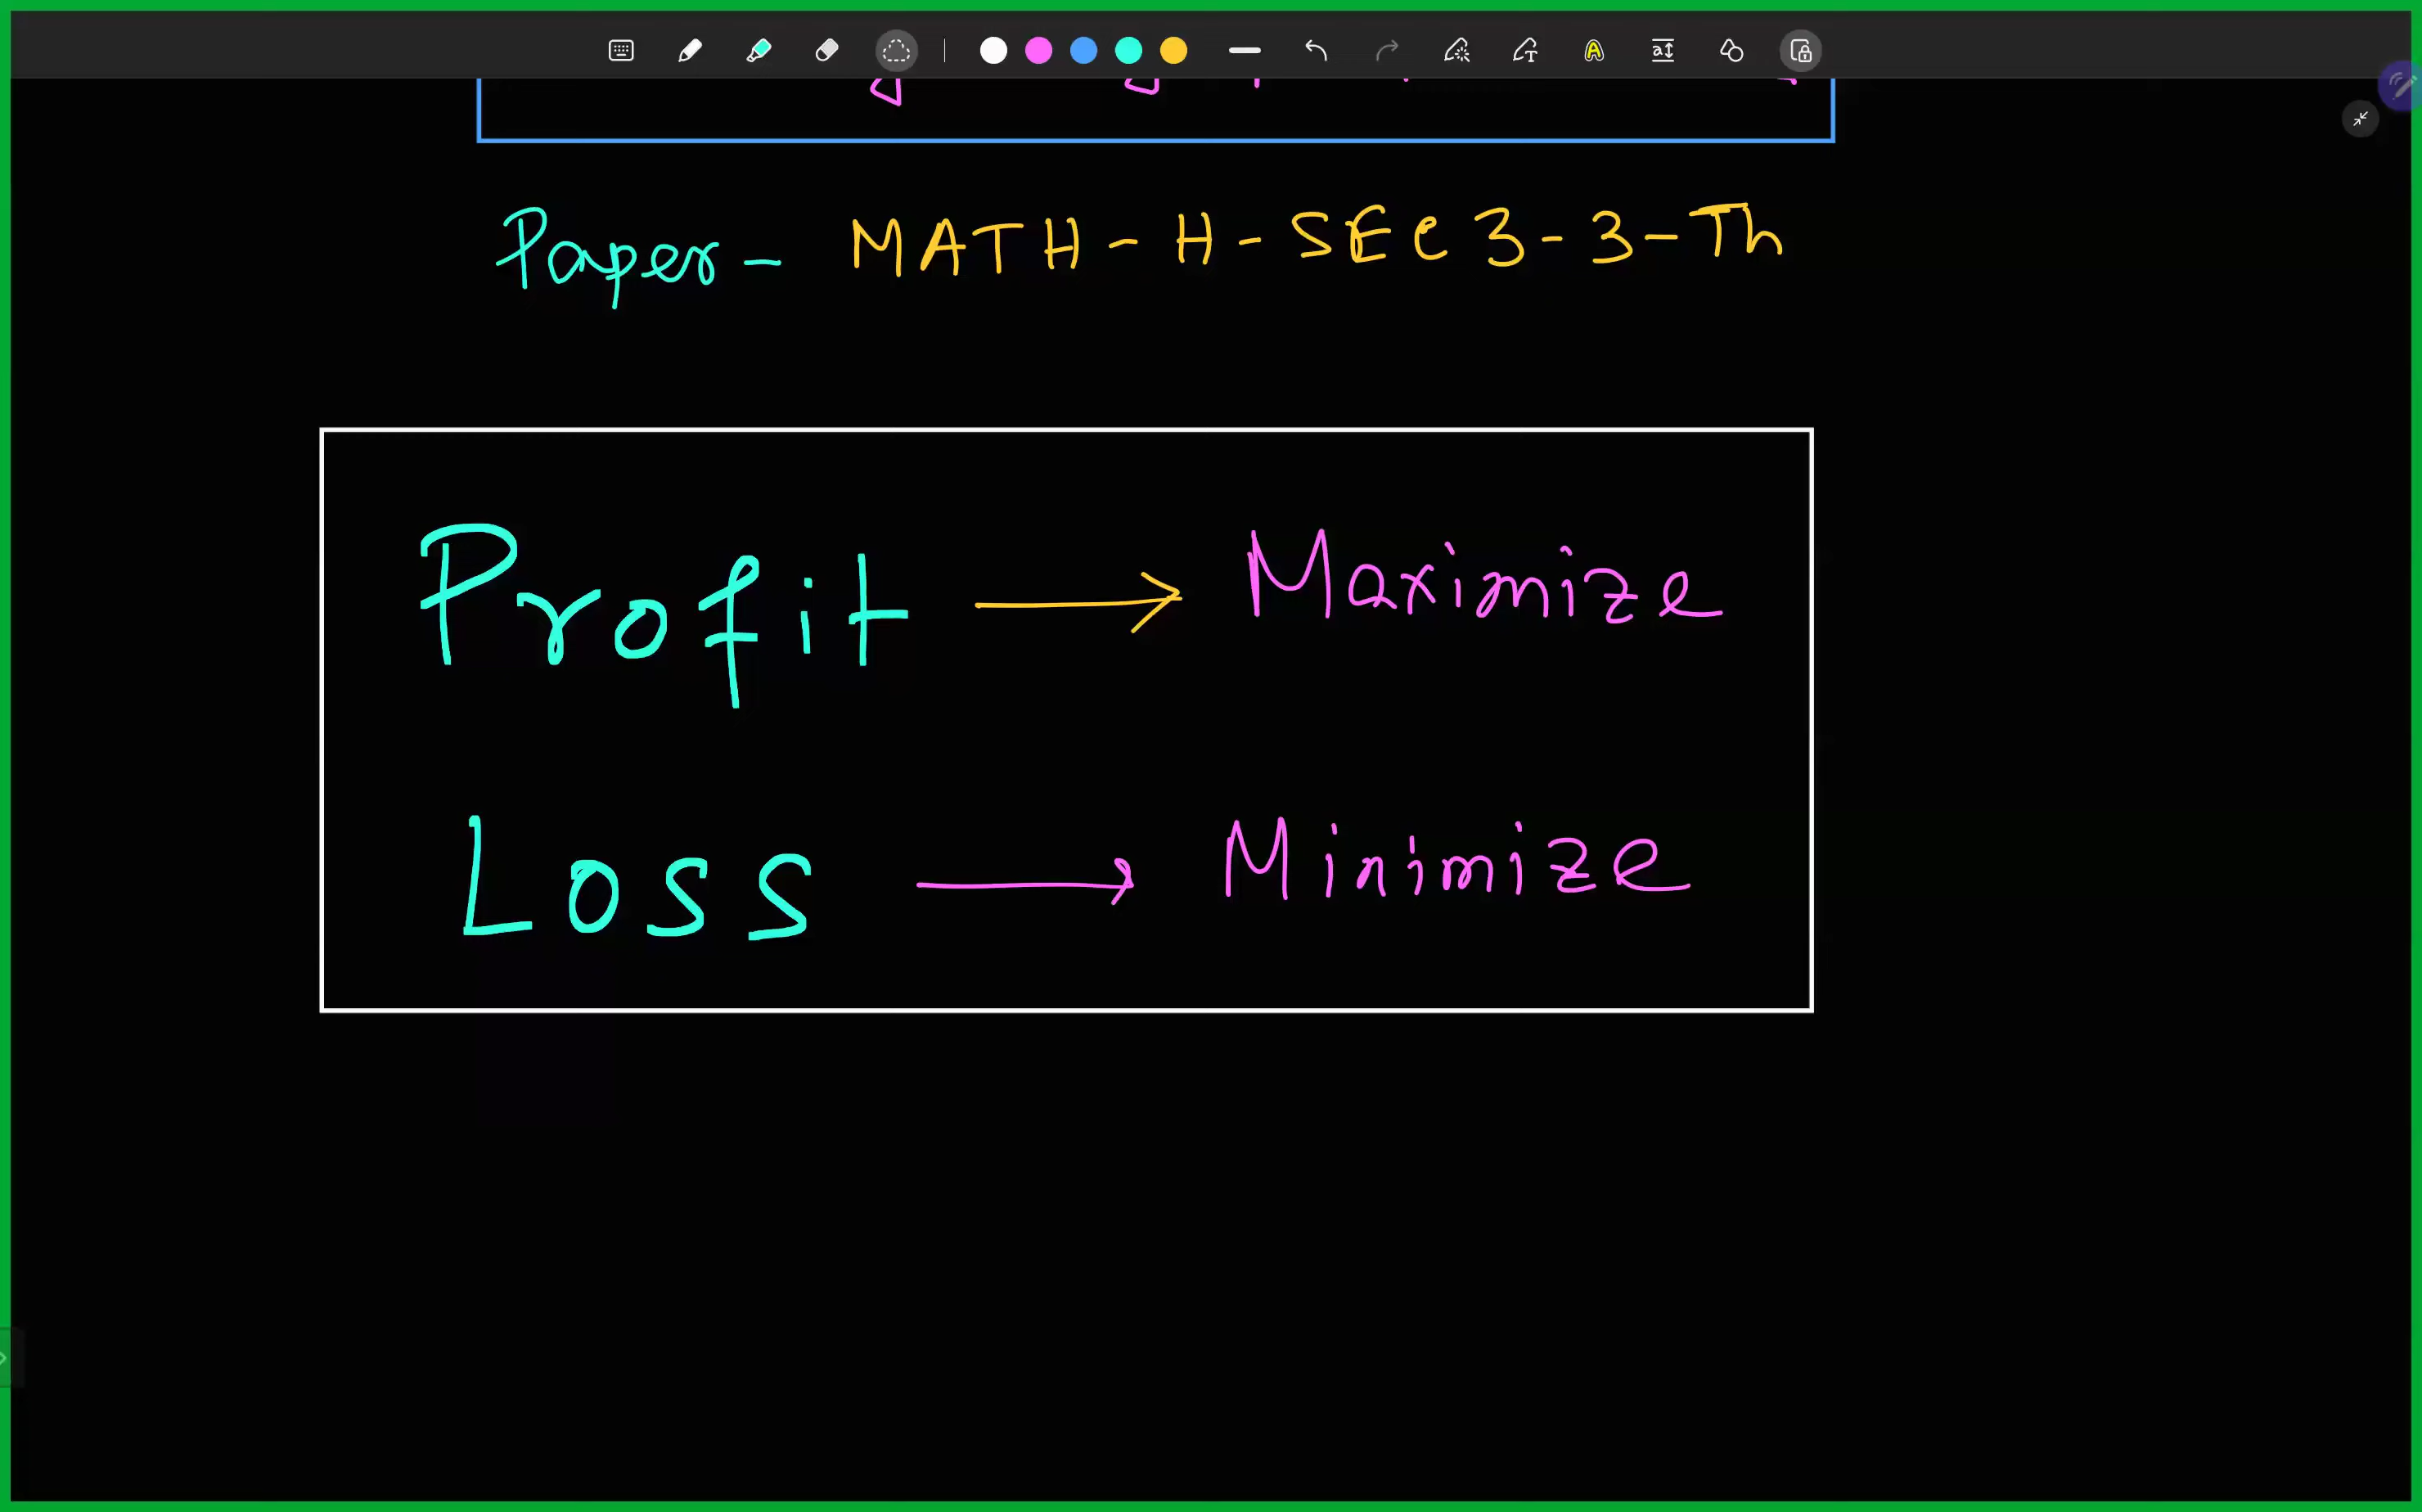 Paper - MATH - H - SEC 3 - 3 - Th
Profit → Maximize
Loss → Minimize